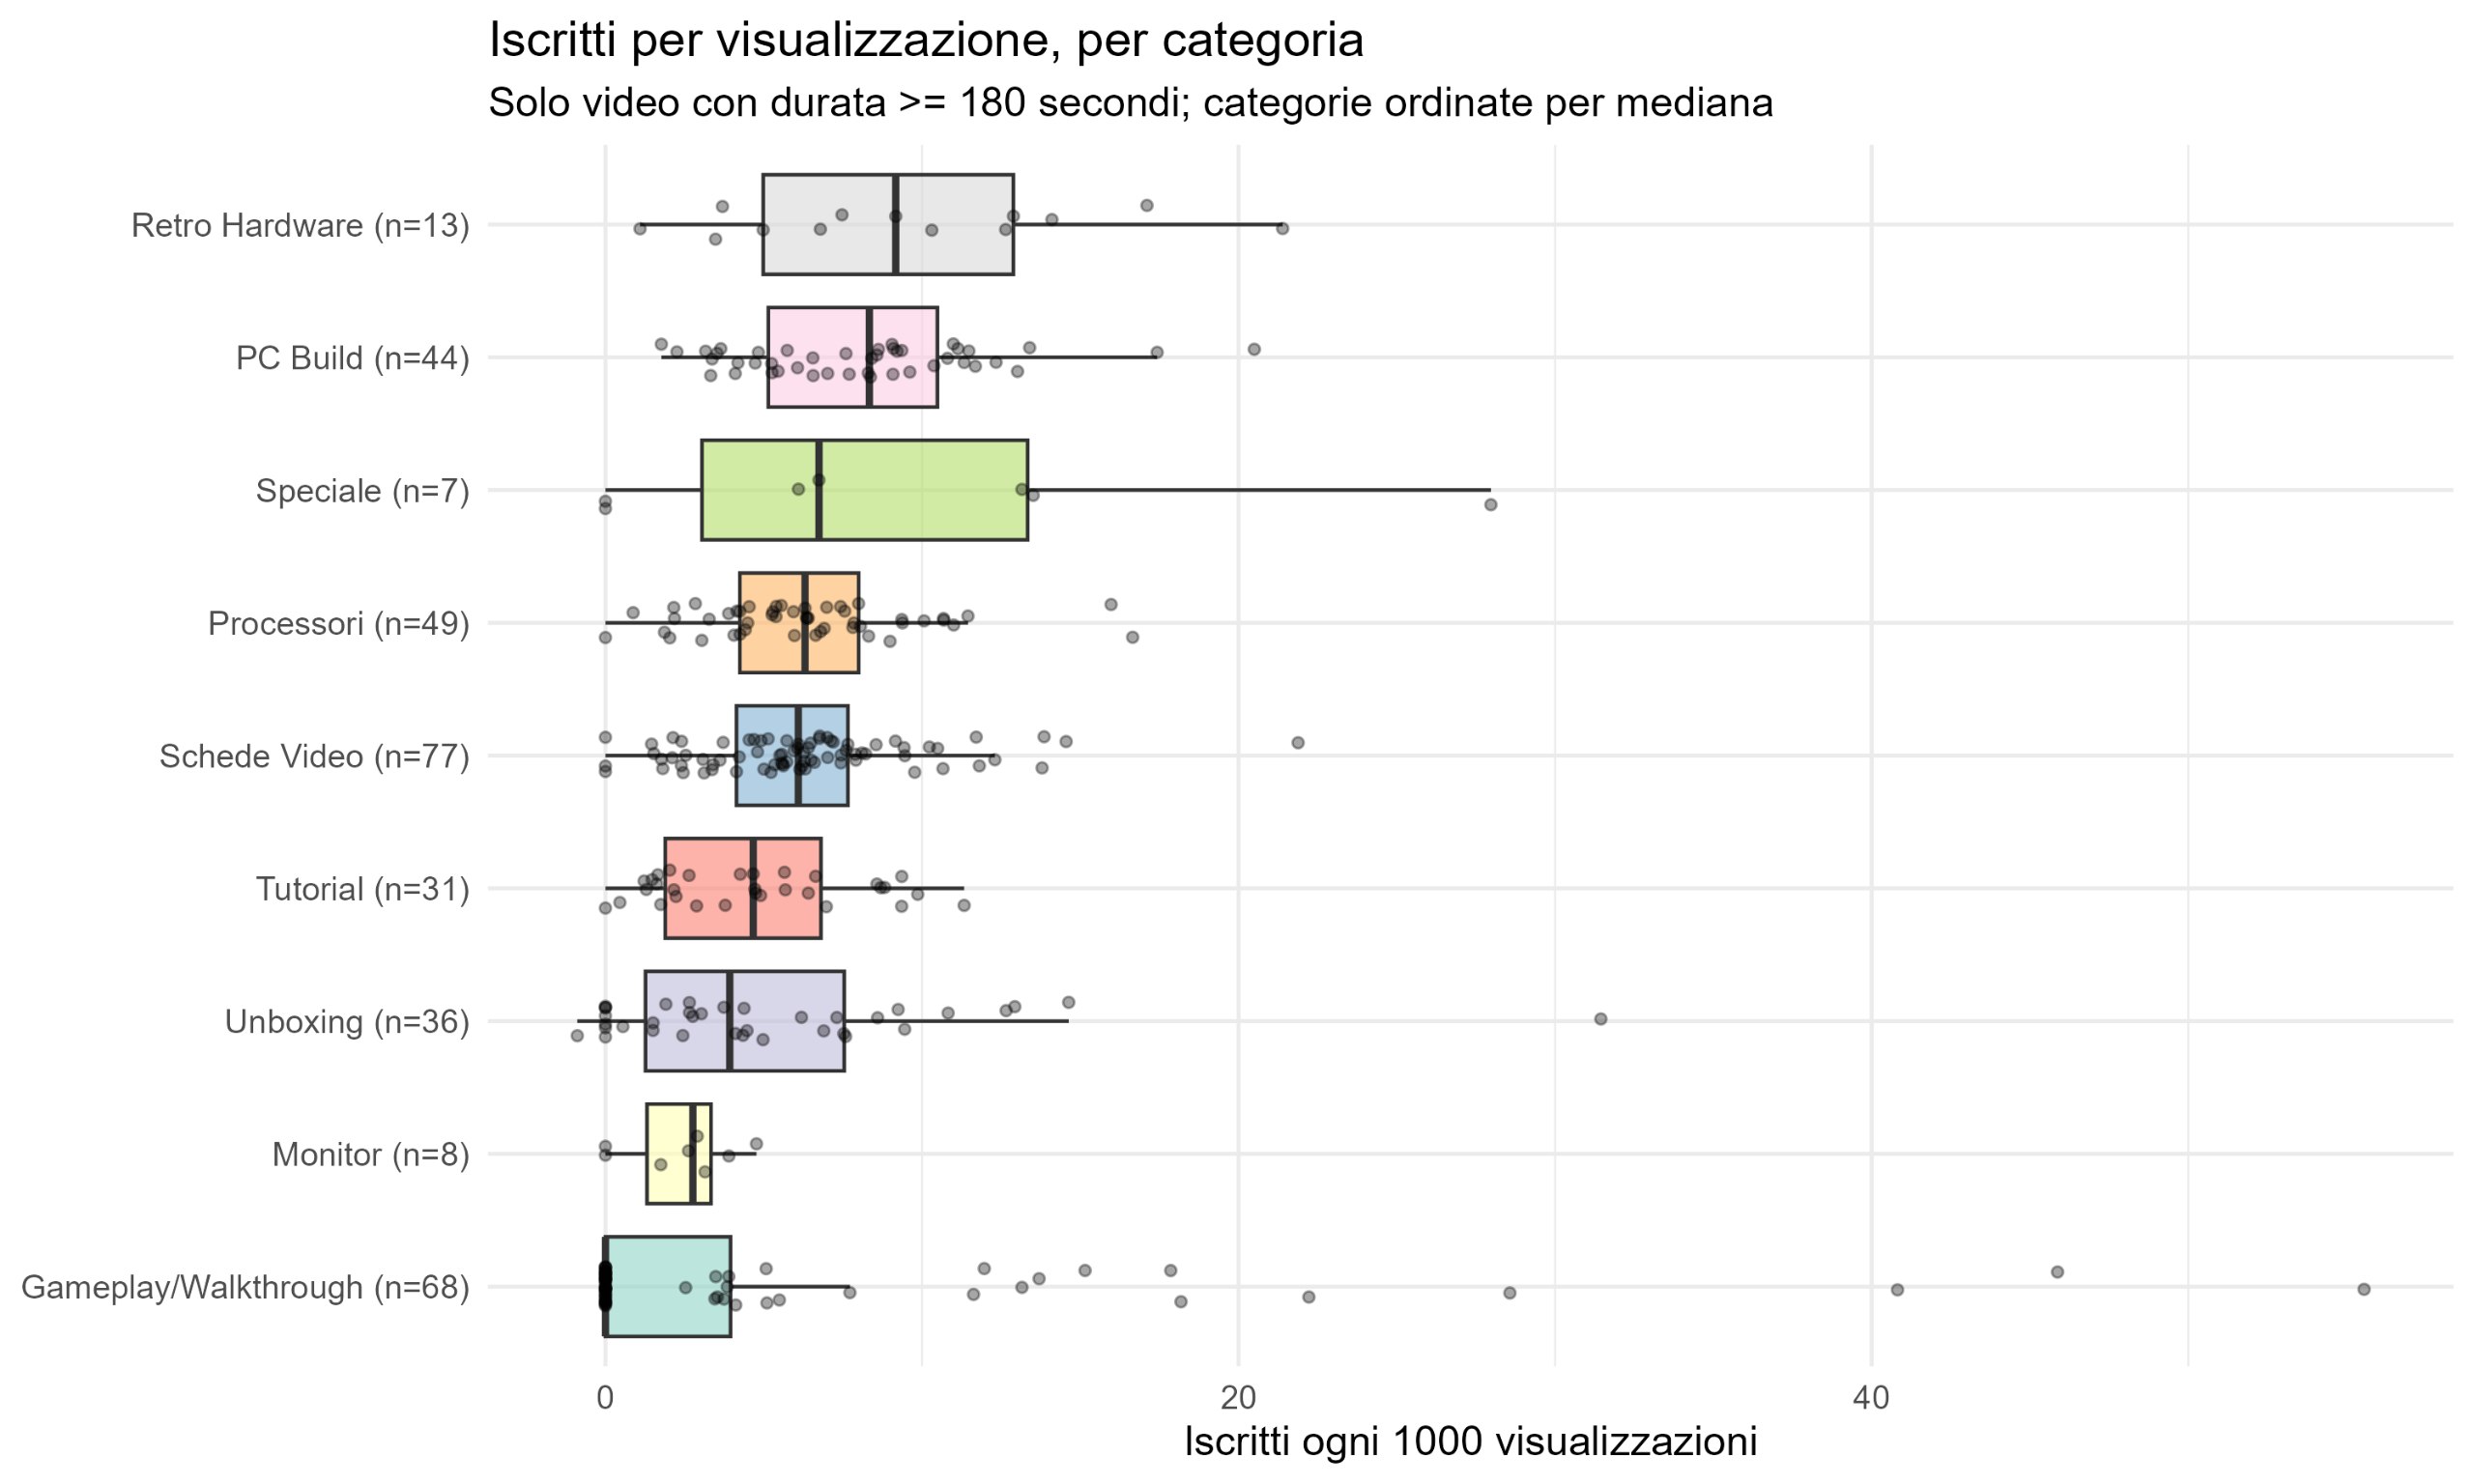 Iscritti per visualizzazione, per categoria
Solo video con durata >= 180 secondi; categorie ordinate per mediana
Retro Hardware (n=13)
PC Build (n=44)
Speciale (n=7)
Processori (n=49)
Schede Video (n=77)
Tutorial (n=31)
Unboxing (n=36)
Monitor (n=8)
Gameplay/Walkthrough (n=68)
0 20 40
Iscritti ogni 1000 visualizzazioni